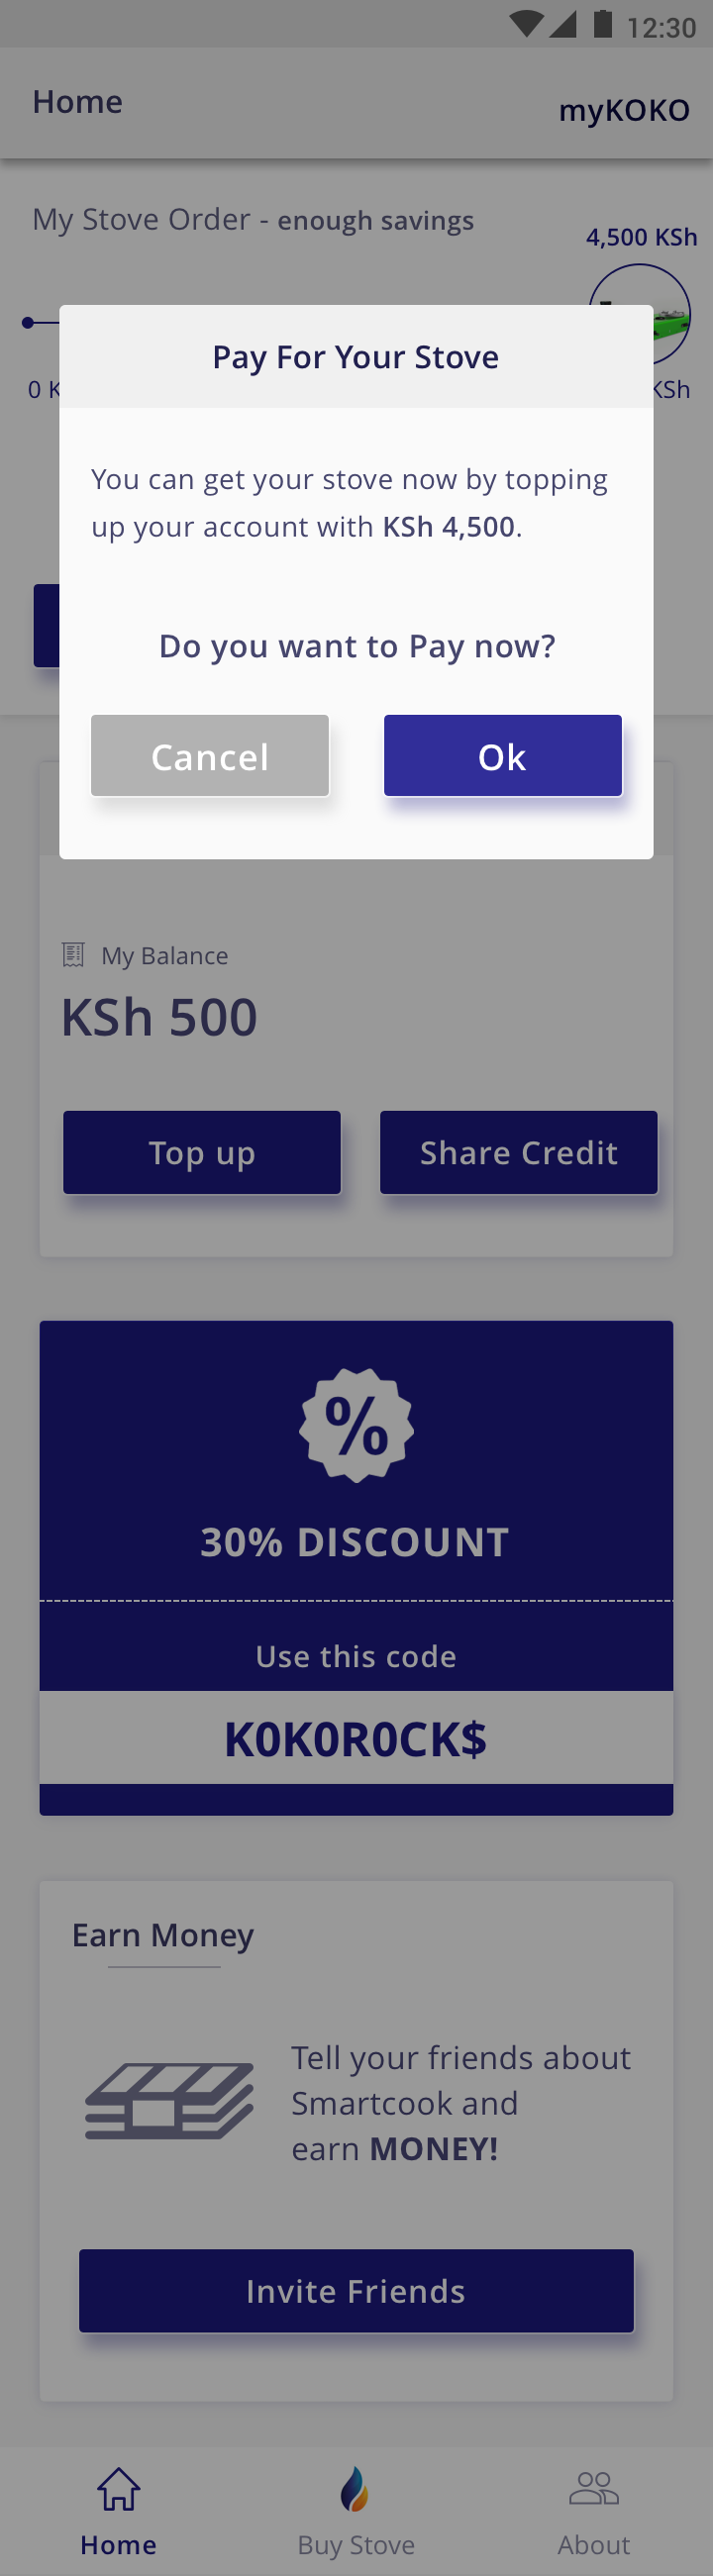 12:30
Home
myKOKO
My Stove Order - enough savings
4,500 KSh
0 K
KSh
Pay For Your Stove
You can get your stove now by topping
up your account with KSh 4,500.
Do you want to Pay now?
Cancel
Ok
My Balance
KSh 500
Top up
Share Credit
%
30% DISCOUNT
Use this code
K0K0R0CK$
Earn Money
Tell your friends about
Smartcook and
earn MONEY!
Invite Friends
Home
Buy Stove
About